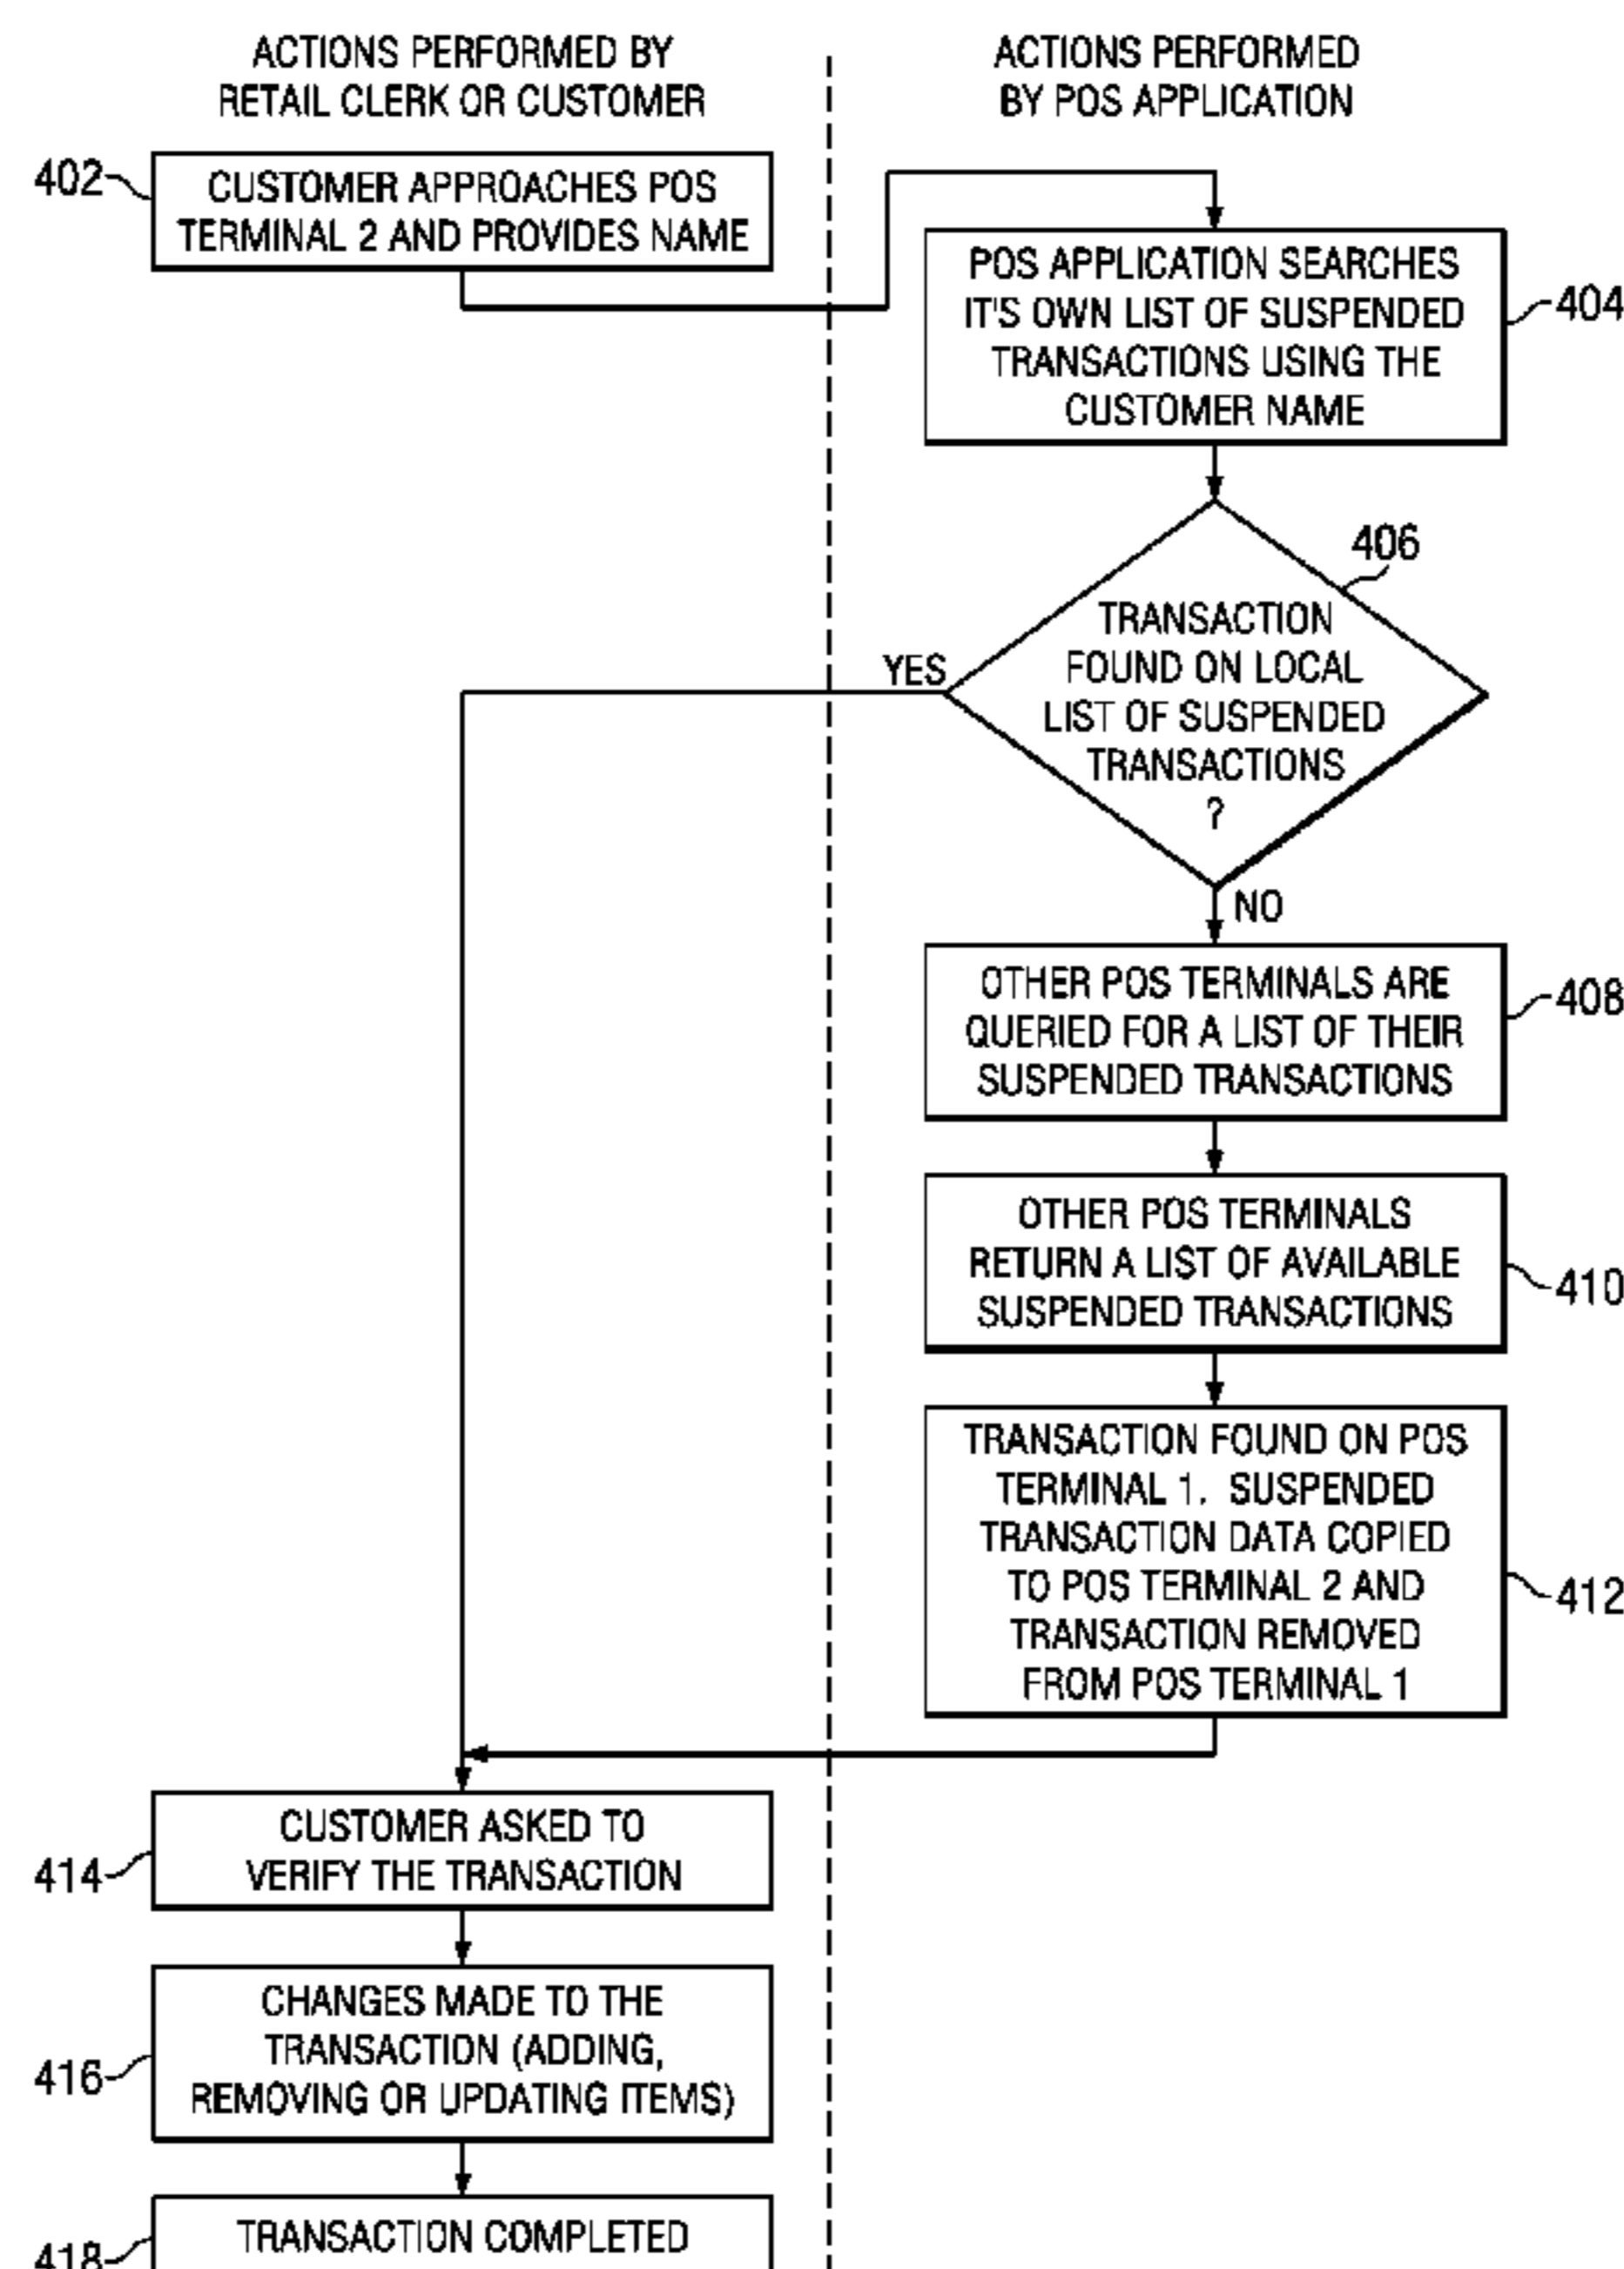 ACTIONS PERFORMED BY
RETAIL CLERK OR CUSTOMER
ACTIONS PERFORMED
BY POS APPLICATION
402
CUSTOMER APPROACHES POS
TERMINAL 2 AND PROVIDES NAME
POS APPLICATION SEARCHES
IT'S OWN LIST OF SUSPENDED
TRANSACTIONS USING THE
CUSTOMER NAME
404
406
TRANSACTION
FOUND ON LOCAL
LIST OF SUSPENDED
TRANSACTIONS
?
YES
NO
OTHER POS TERMINALS ARE
QUERIED FOR A LIST OF THEIR
SUSPENDED TRANSACTIONS
408
OTHER POS TERMINALS
RETURN A LIST OF AVAILABLE
SUSPENDED TRANSACTIONS
410
TRANSACTION FOUND ON POS
TERMINAL 1. SUSPENDED
TRANSACTION DATA COPIED
TO POS TERMINAL 2 AND
TRANSACTION REMOVED
FROM POS TERMINAL 1
412
CUSTOMER ASKED TO
VERIFY THE TRANSACTION
414
CHANGES MADE TO THE
TRANSACTION (ADDING,
REMOVING OR UPDATING ITEMS)
416
TRANSACTION COMPLETED
418